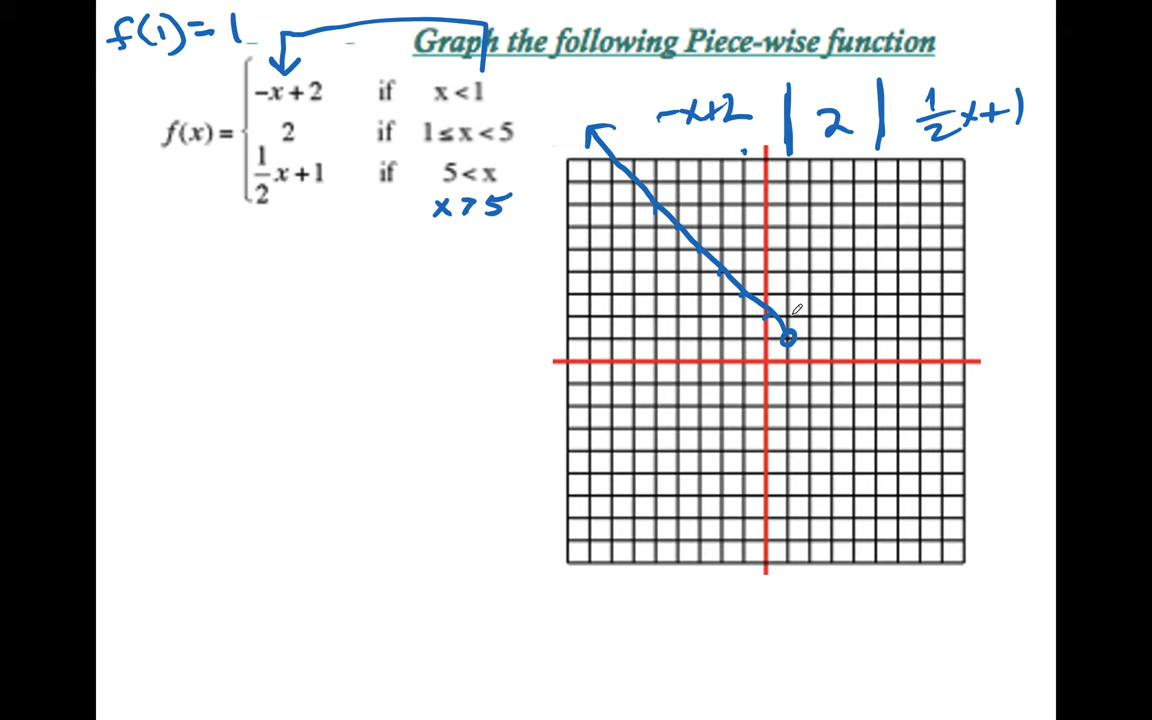 f(1)=1
Graph the following Piece-wise function
-x+2 if x<1
f(x)= 2 if 1≤x<5
1/2 x+1 if 5<x
x>5
-x+2 | 2 | 1/2 x+1